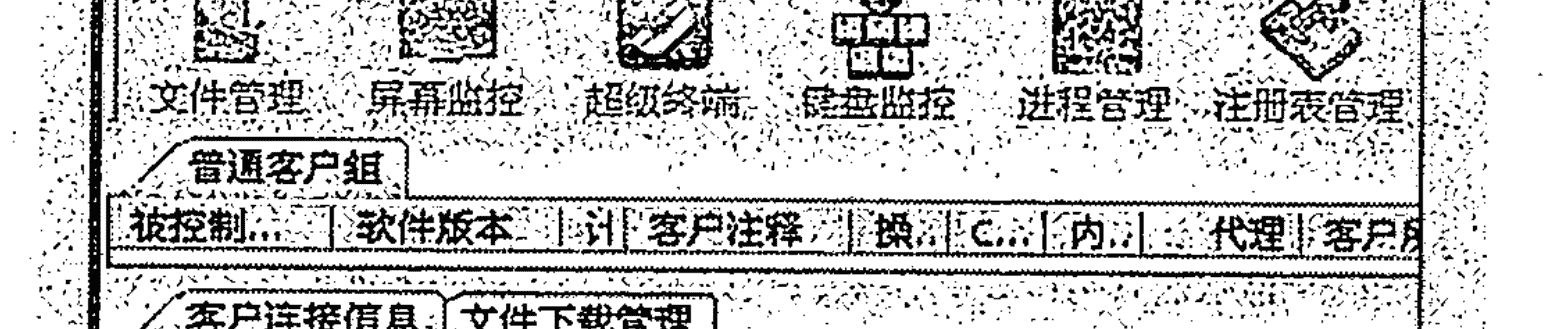 文件管理 屏幕监控 超级终端 键盘监控 进程管理 注册表管理
普通客户组
被控制... 软件版本 计 客户注释 操... C... 内... 代理 客户
客户连接信息 文件下载管理